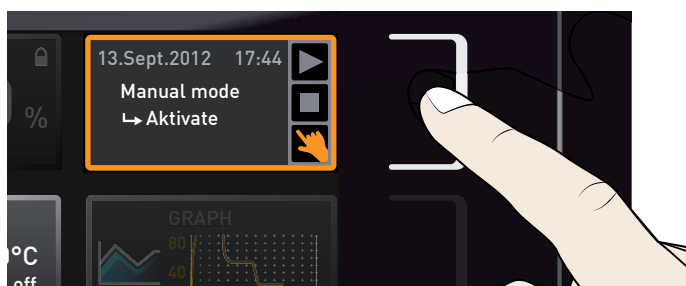 13.Sept.2012 17:44
Manual mode
↳ Aktivate
%
GRAPH
80
40
°C
off